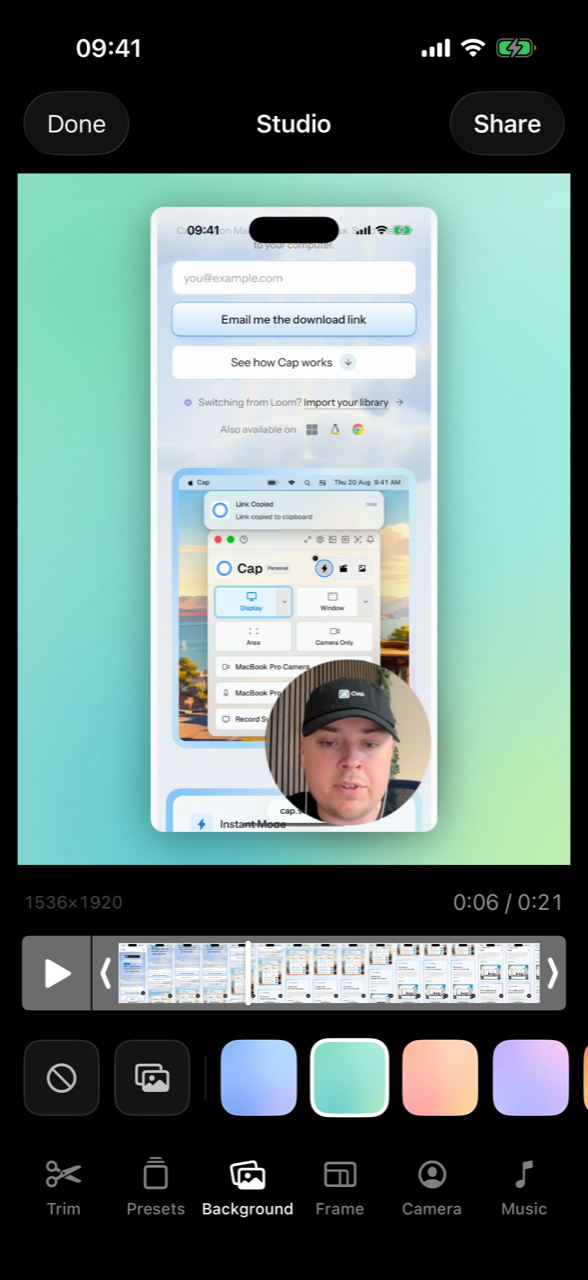 09:41
Done
Studio
Share
09:41
to your computer.
you@example.com
Email me the download link
See how Cap works
Switching from Loom? Import your library
Also available on
Cap
Thu 20 Aug 9:41 AM
Link Copied
now
Link copied to clipboard
Cap
Personal
Display
Window
Area
Camera Only
MacBook Pro Camera
MacBook Pro
Record
Cap
cap.s
Instant Mode
1536×1920
0:06 / 0:21
Trim
Presets
Background
Frame
Camera
Music